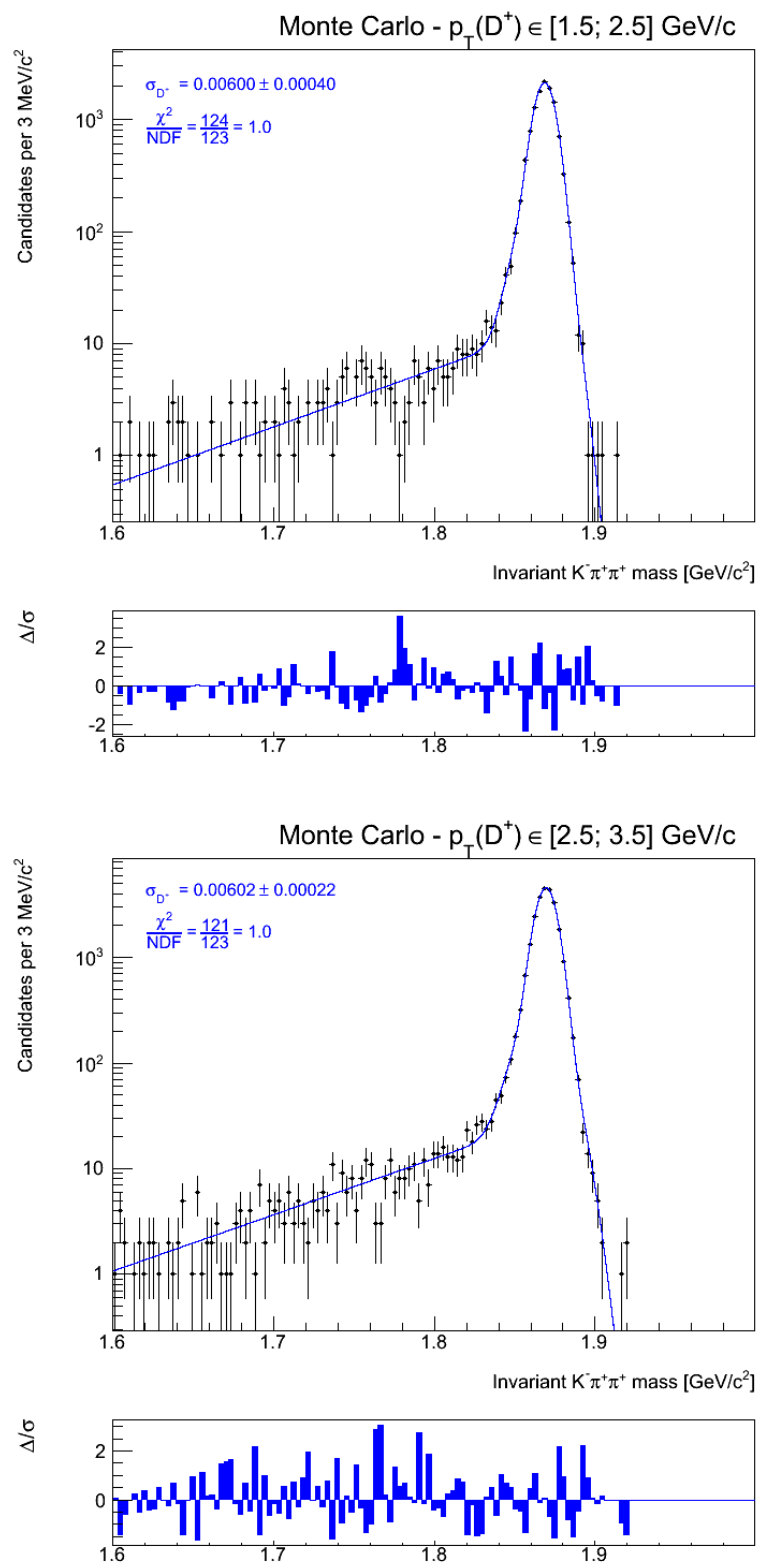 Monte Carlo - p_T(D⁺) ∈ [1.5; 2.5] GeV/c
Candidates per 3 MeV/c²
σ_D⁺ = 0.00600 ± 0.00040
χ²/NDF = 124/123 = 1.0
10³
10²
10
1
1.6 1.7 1.8 1.9
Invariant K⁻π⁺π⁺ mass [GeV/c²]
Δ/σ
2
0
-2
1.6 1.7 1.8 1.9
Monte Carlo - p_T(D⁺) ∈ [2.5; 3.5] GeV/c
Candidates per 3 MeV/c²
σ_D⁺ = 0.00602 ± 0.00022
χ²/NDF = 121/123 = 1.0
10³
10²
10
1
1.6 1.7 1.8 1.9
Invariant K⁻π⁺π⁺ mass [GeV/c²]
Δ/σ
2
0
1.6 1.7 1.8 1.9